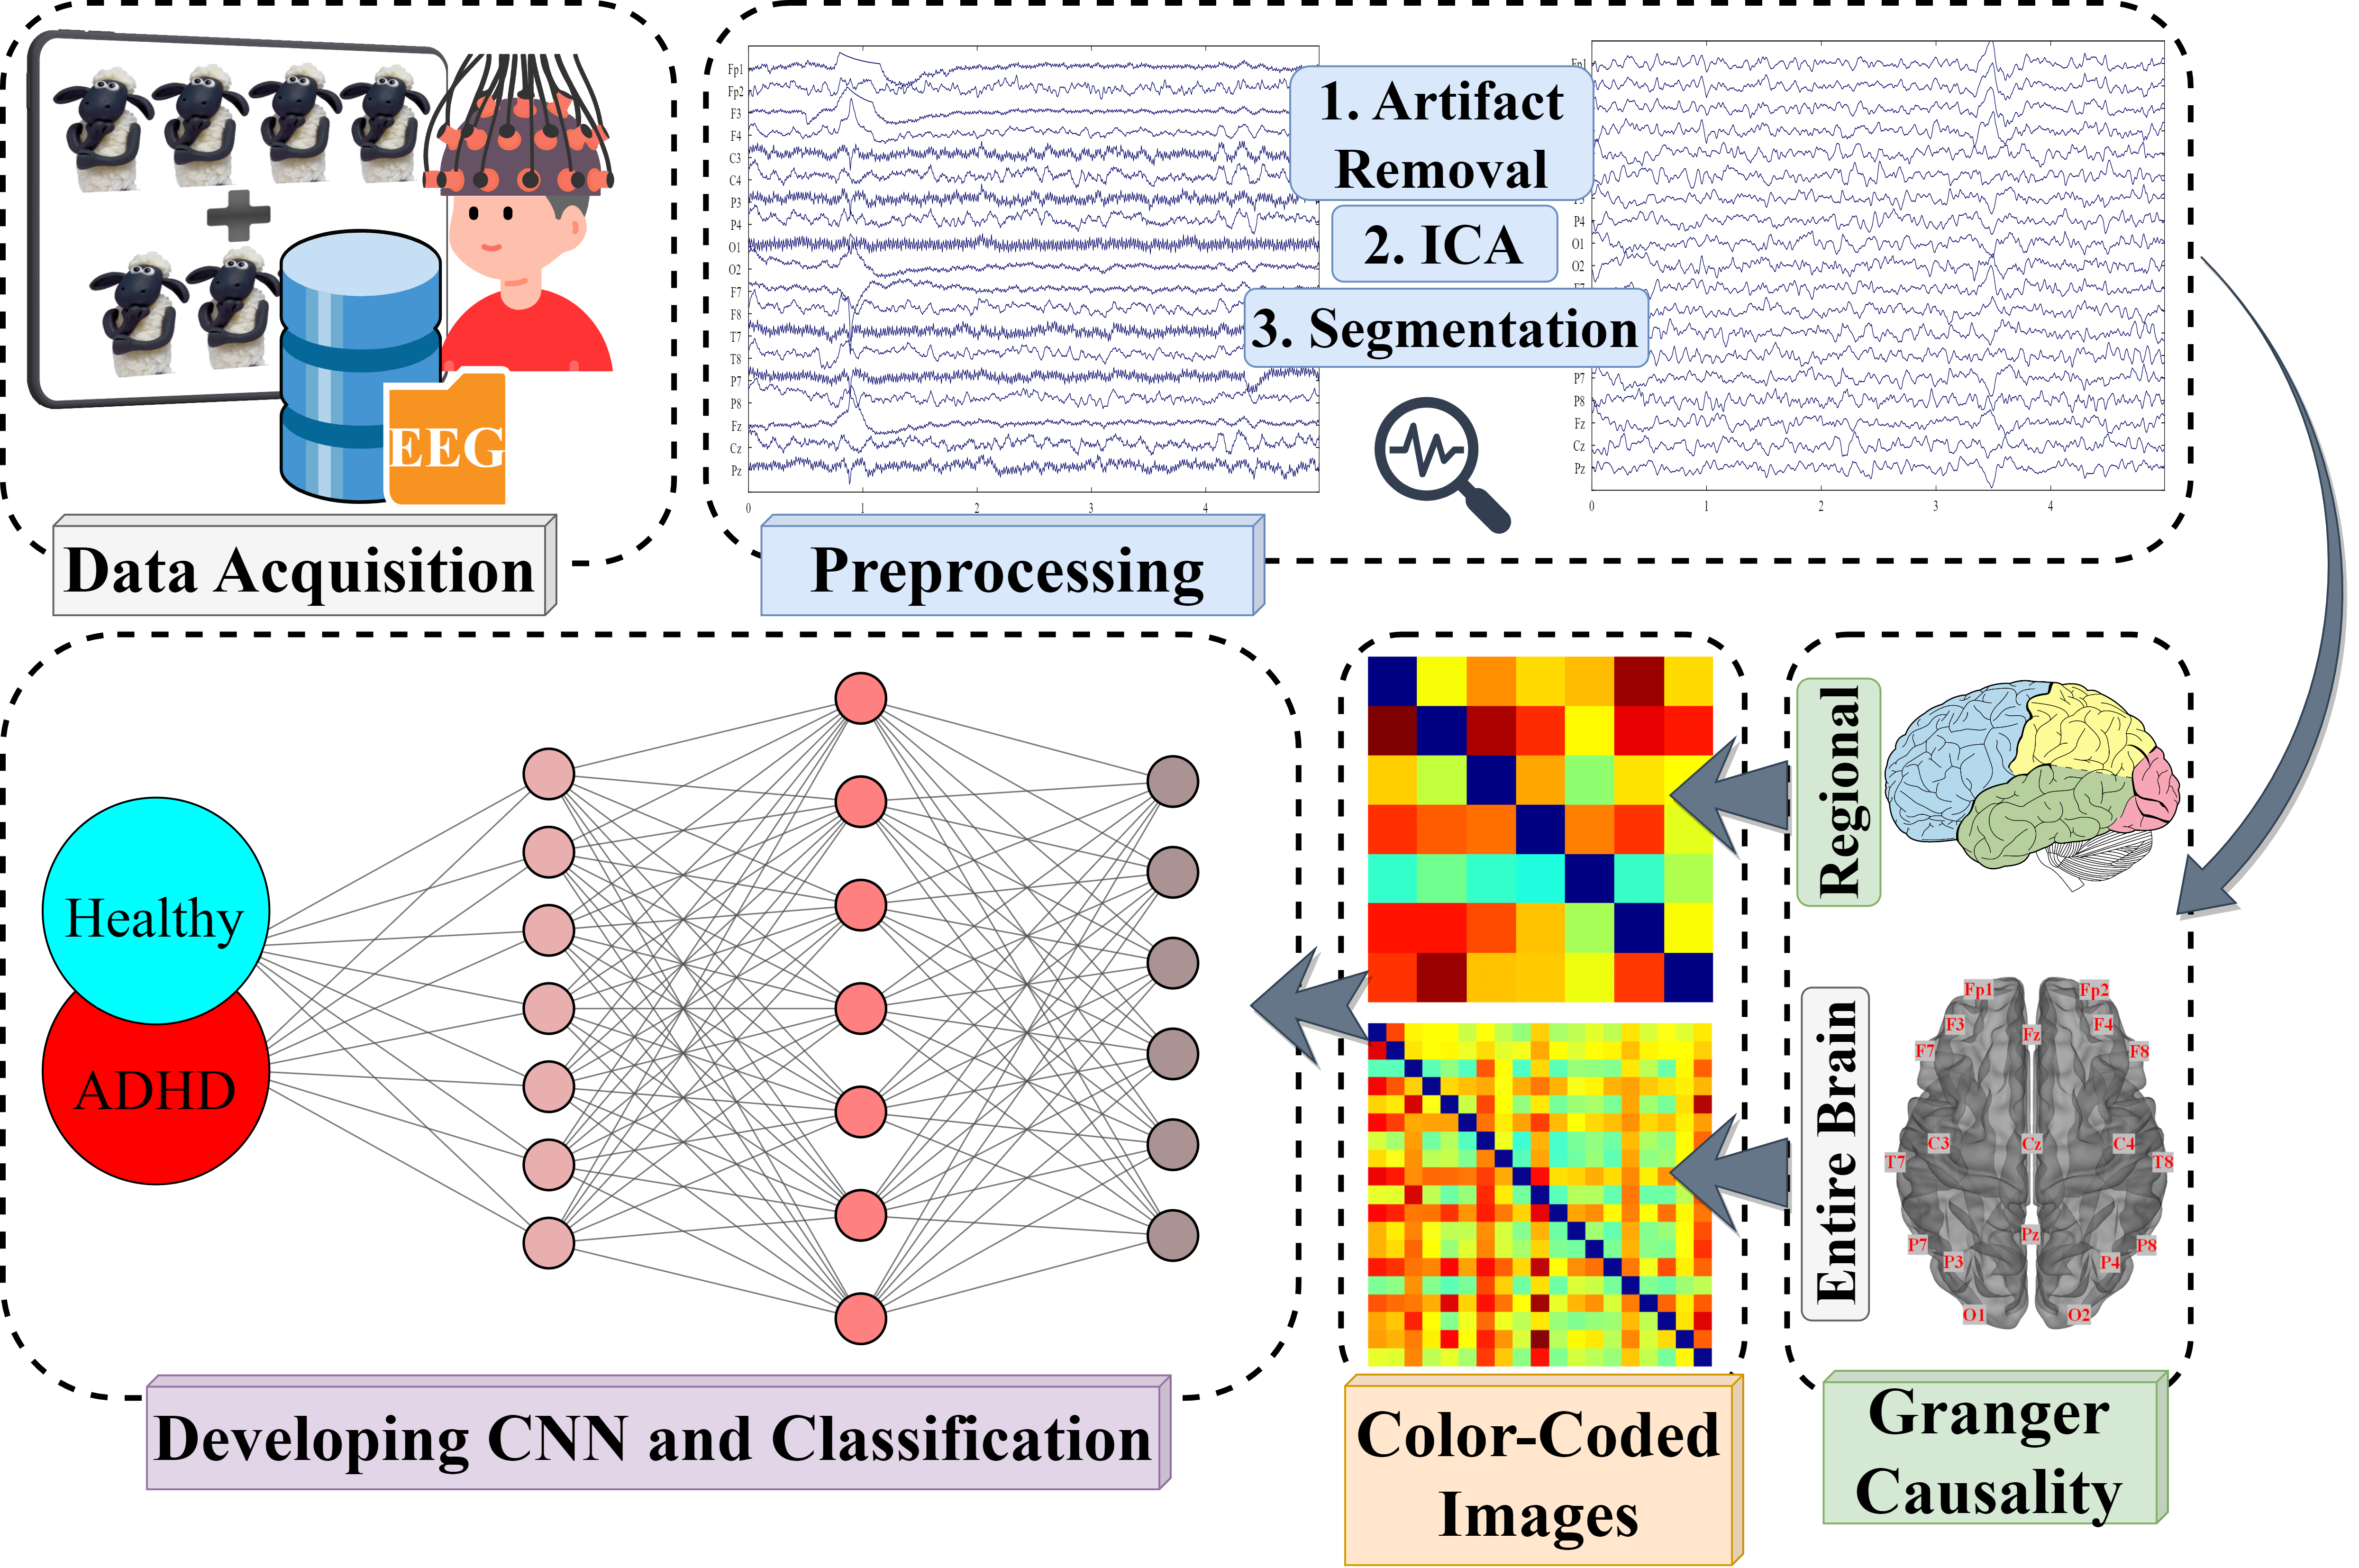 EEG
Data Acquisition
Fp1
Fp2
F3
F4
C3
C4
P3
P4
O1
O2
F7
F8
T7
T8
P7
P8
Fz
Cz
Pz
0 1 2 3 4
1. Artifact
Removal
2. ICA
3. Segmentation
P4
O1
O2
P7
P8
Fz
Cz
Pz
0 1 2 3 4
Preprocessing
Regional
Entire Brain
Fp1 Fp2
F3 F4
Fz
F7 F8
C3 Cz C4
T7 T8
Pz
P7 P8
P3 P4
O1 O2
Granger
Causality
Color-Coded
Images
Healthy
ADHD
Developing CNN and Classification